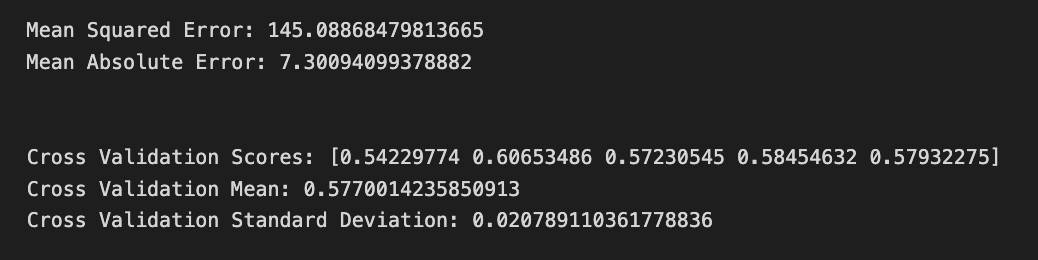 Mean Squared Error: 145.08868479813665
Mean Absolute Error: 7.30094099378882
Cross Validation Scores: [0.54229774 0.60653486 0.57230545 0.58454632 0.57932275]
Cross Validation Mean: 0.5770014235850913
Cross Validation Standard Deviation: 0.020789110361778836